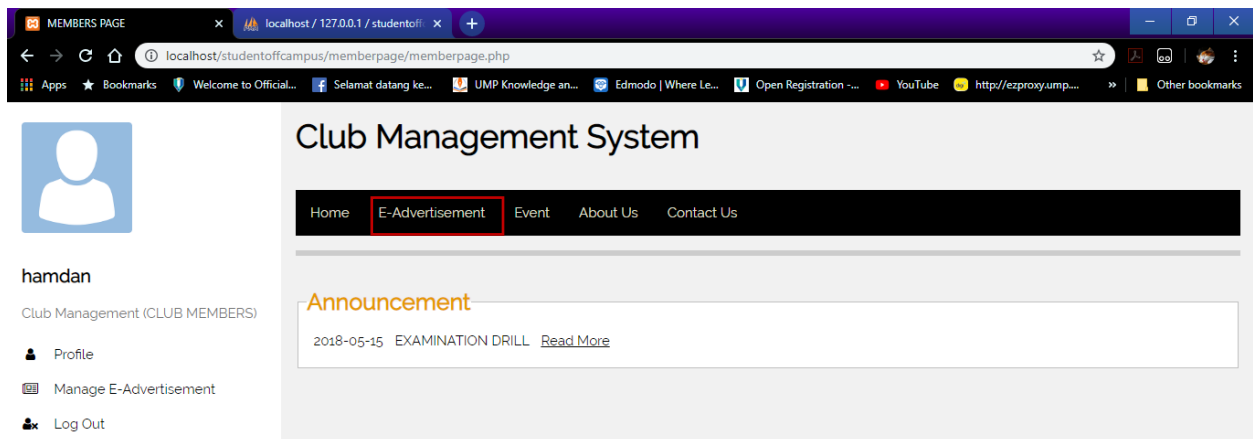 MEMBERS PAGE
localhost / 127.0.0.1 / studentoff
localhost/studentoffcampus/memberpage/memberpage.php
Apps Bookmarks Welcome to Official... Selamat datang ke... UMP Knowledge an... Edmodo | Where Le... Open Registration -... YouTube http://ezproxy.ump.... » Other bookmarks
Club Management System
Home E-Advertisement Event About Us Contact Us
hamdan
Club Management (CLUB MEMBERS)
Profile
Manage E-Advertisement
Log Out
Announcement
2018-05-15 EXAMINATION DRILL Read More